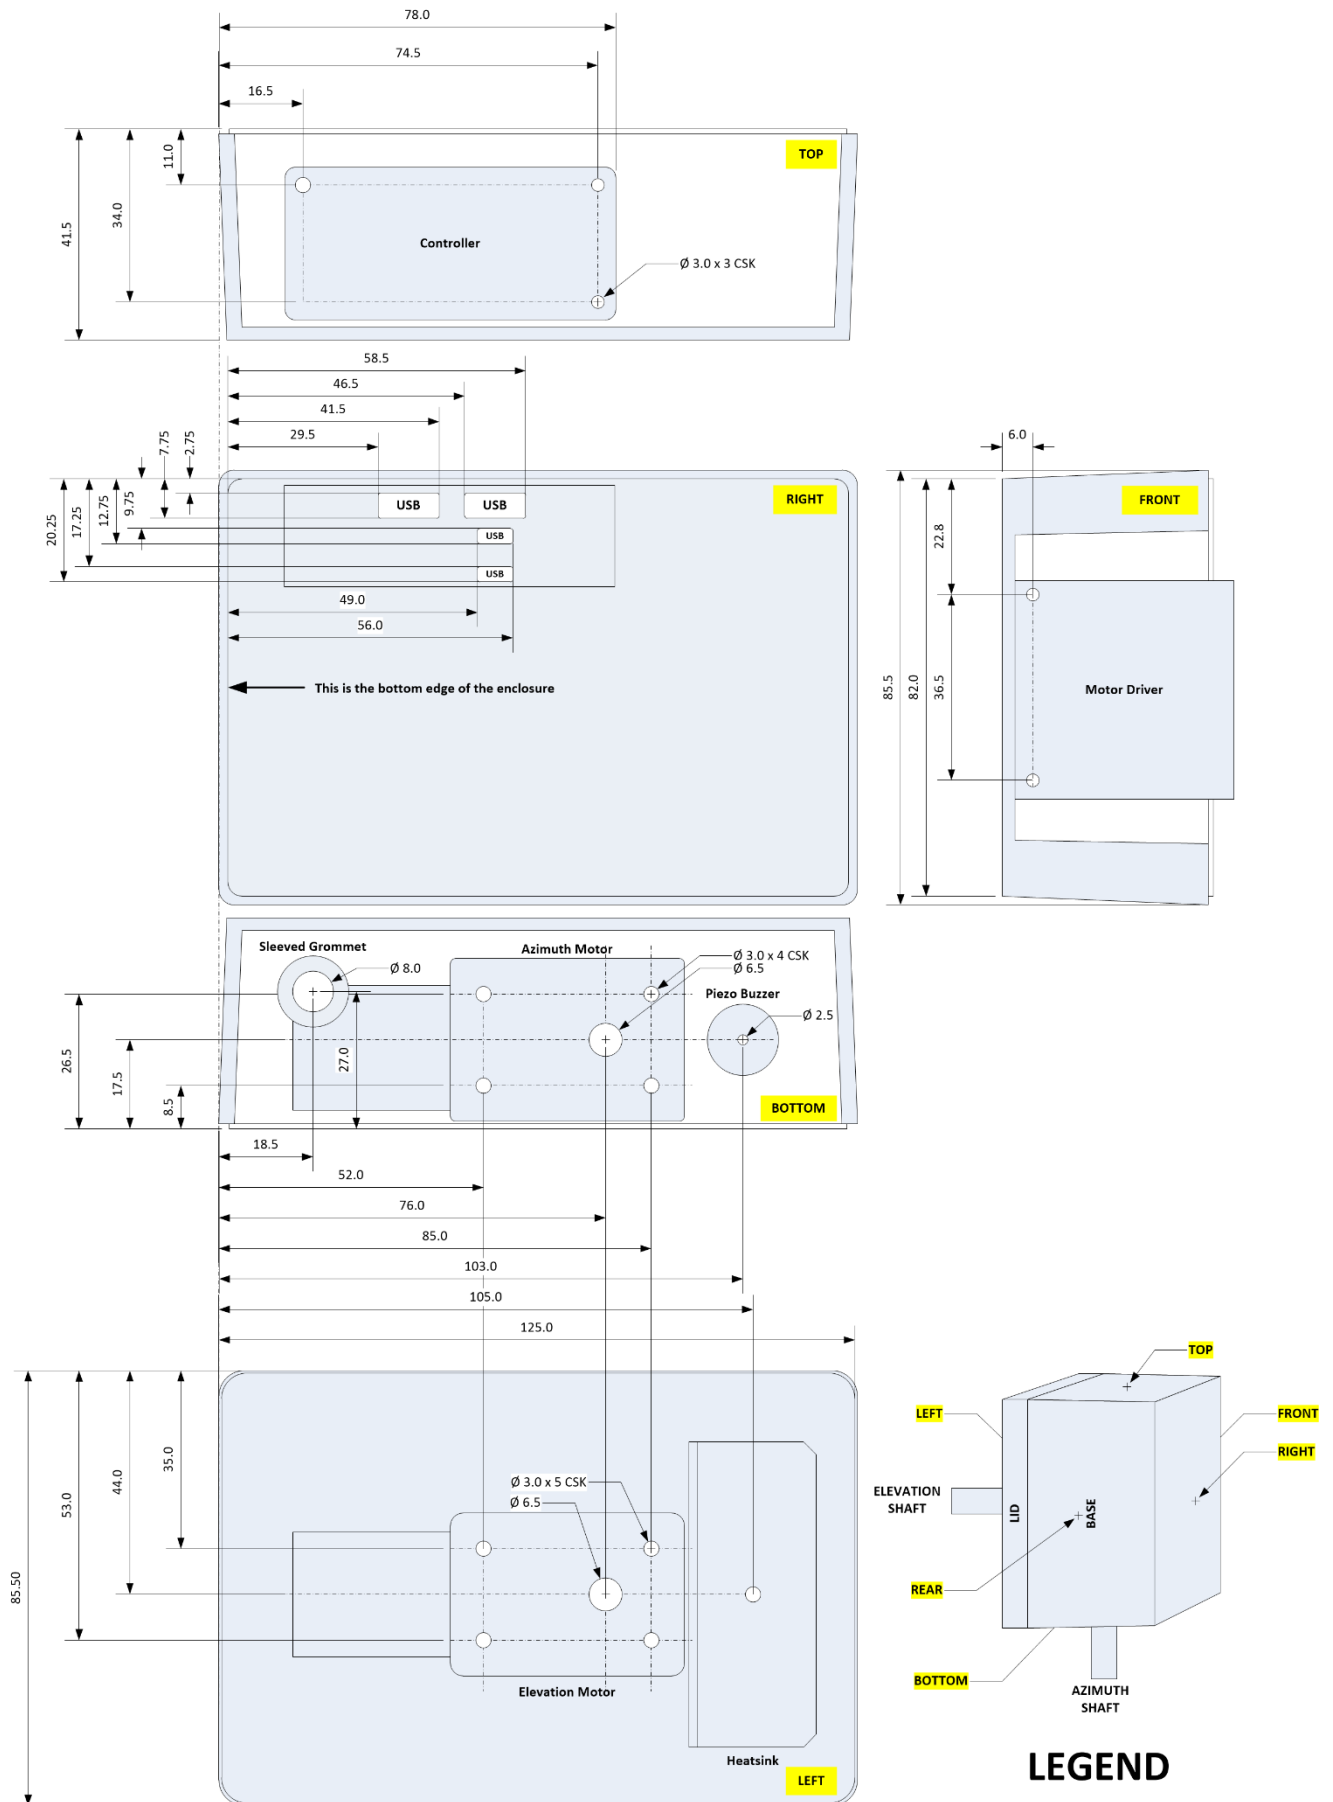 78.0
74.5
16.5
TOP
11.0
34.0
41.5
Controller
Ø 3.0 x 3 CSK
58.5
46.5
41.5
29.5
7.75
2.75
9.75
12.75
17.25
20.25
USB
USB
RIGHT
USB
USB
49.0
56.0
This is the bottom edge of the enclosure
6.0
FRONT
22.8
36.5
82.0
85.5
Motor Driver
Sleeved Grommet
Azimuth Motor
Ø 8.0
Ø 3.0 x 4 CSK
Ø 6.5
Piezo Buzzer
Ø 2.5
26.5
17.5
8.5
27.0
BOTTOM
18.5
52.0
76.0
85.0
103.0
105.0
125.0
35.0
44.0
53.0
85.50
Ø 3.0 x 5 CSK
Ø 6.5
Elevation Motor
Heatsink
LEFT
TOP
LEFT
FRONT
RIGHT
ELEVATION
SHAFT
LID
BASE
REAR
BOTTOM
AZIMUTH
SHAFT
LEGEND